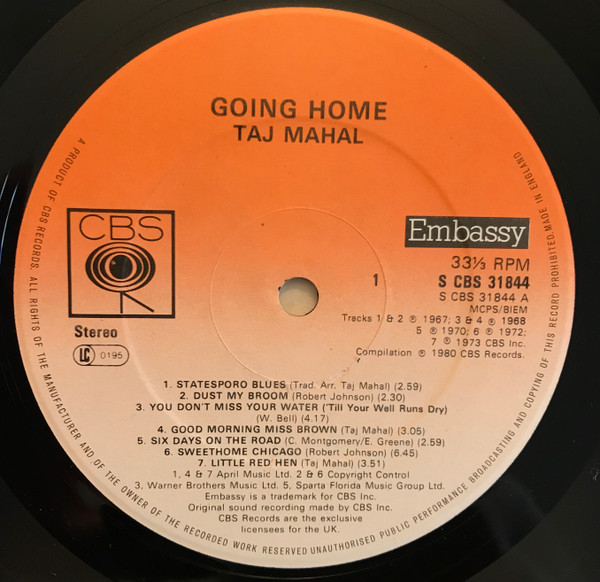 GOING HOME
TAJ MAHAL
CBS
Embassy
33⅓ RPM
S CBS 31844
1
S CBS 31844 A
MCPS/BIEM
Stereo
LC 0195
Tracks 1 & 2 ℗ 1967; 3 & 4 ℗ 1968
5 ℗ 1970; 6 ℗ 1972;
7 ℗ 1973 CBS Inc.
Compilation ℗ 1980 CBS Records.
1. STATESPORO BLUES (Trad. Arr. Taj Mahal) (2.59)
2. DUST MY BROOM (Robert Johnson) (2.30)
3. YOU DON'T MISS YOUR WATER ('Till Your Well Runs Dry)
(W. Bell) (4.17)
4. GOOD MORNING MISS BROWN (Taj Mahal) (3.05)
5. SIX DAYS ON THE ROAD (C. Montgomery/E. Greene) (2.59)
6. SWEETHOME CHICAGO (Robert Johnson) (6.45)
7. LITTLE RED HEN (Taj Mahal) (3.51)
1, 4 & 7 April Music Ltd. 2 & 6 Copyright Control
3, Warner Brothers Music Ltd. 5, Sparta Florida Music Group Ltd.
Embassy is a trademark for CBS Inc.
Original sound recording made by CBS Inc.
CBS Records are the exclusive
licensees for the UK.
A PRODUCT OF CBS RECORDS. ALL RIGHTS OF THE MANUFACTURER AND OF THE OWNER OF THE RECORDED WORK RESERVED UNAUTHORISED PUBLIC PERFORMANCE BROADCASTING AND COPYING OF THIS RECORD PROHIBITED. MADE IN ENGLAND